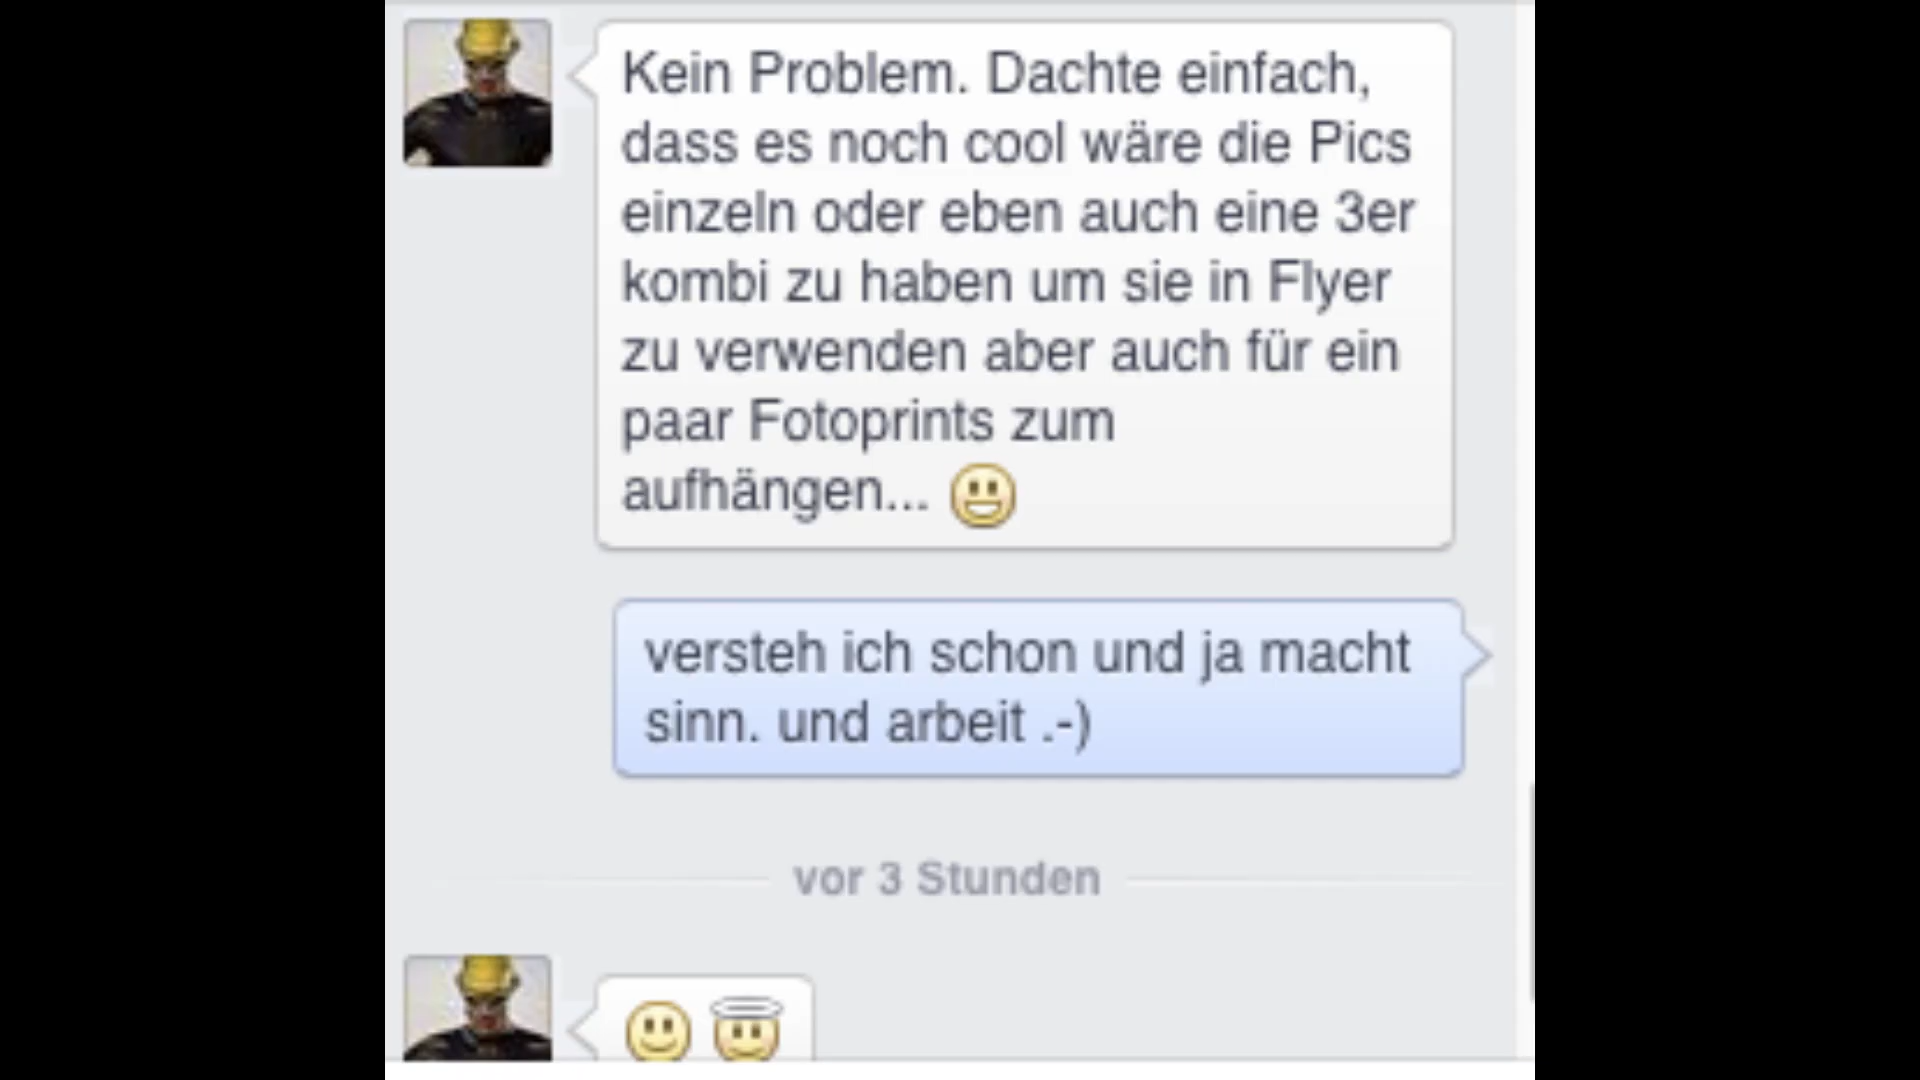 Kein Problem. Dachte einfach,
dass es noch cool wäre die Pics
einzeln oder eben auch eine 3er
kombi zu haben um sie in Flyer
zu verwenden aber auch für ein
paar Fotoprints zum
aufhängen...
versteh ich schon und ja macht
sinn. und arbeit .-)
vor 3 Stunden